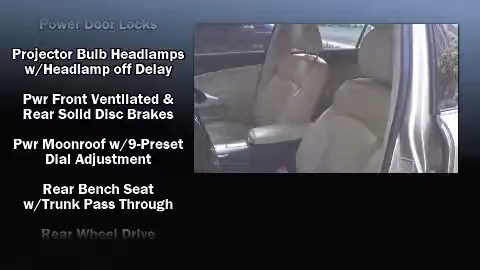 Power Door Locks
Projector Bulb Headlamps
w/Headlamp off Delay
Pwr Front Ventilated &
Rear Solid Disc Brakes
Pwr Moonroof w/9-Preset
Dial Adjustment
Rear Bench Seat
w/Trunk Pass Through
Rear Wheel Drive